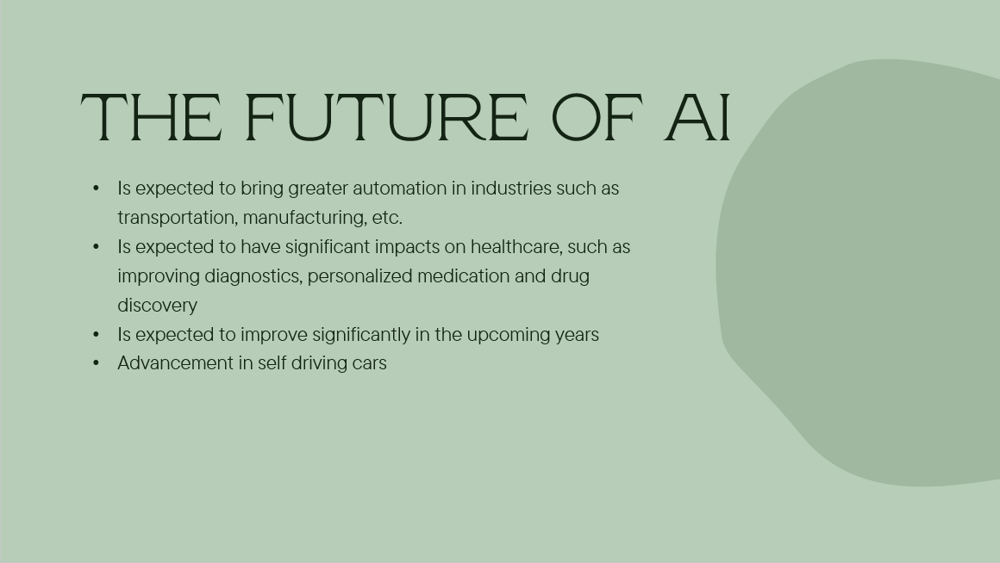 THE FUTURE OF AI
• Is expected to bring greater automation in industries such as
transportation, manufacturing, etc.
• Is expected to have significant impacts on healthcare, such as
improving diagnostics, personalized medication and drug
discovery
• Is expected to improve significantly in the upcoming years
• Advancement in self driving cars